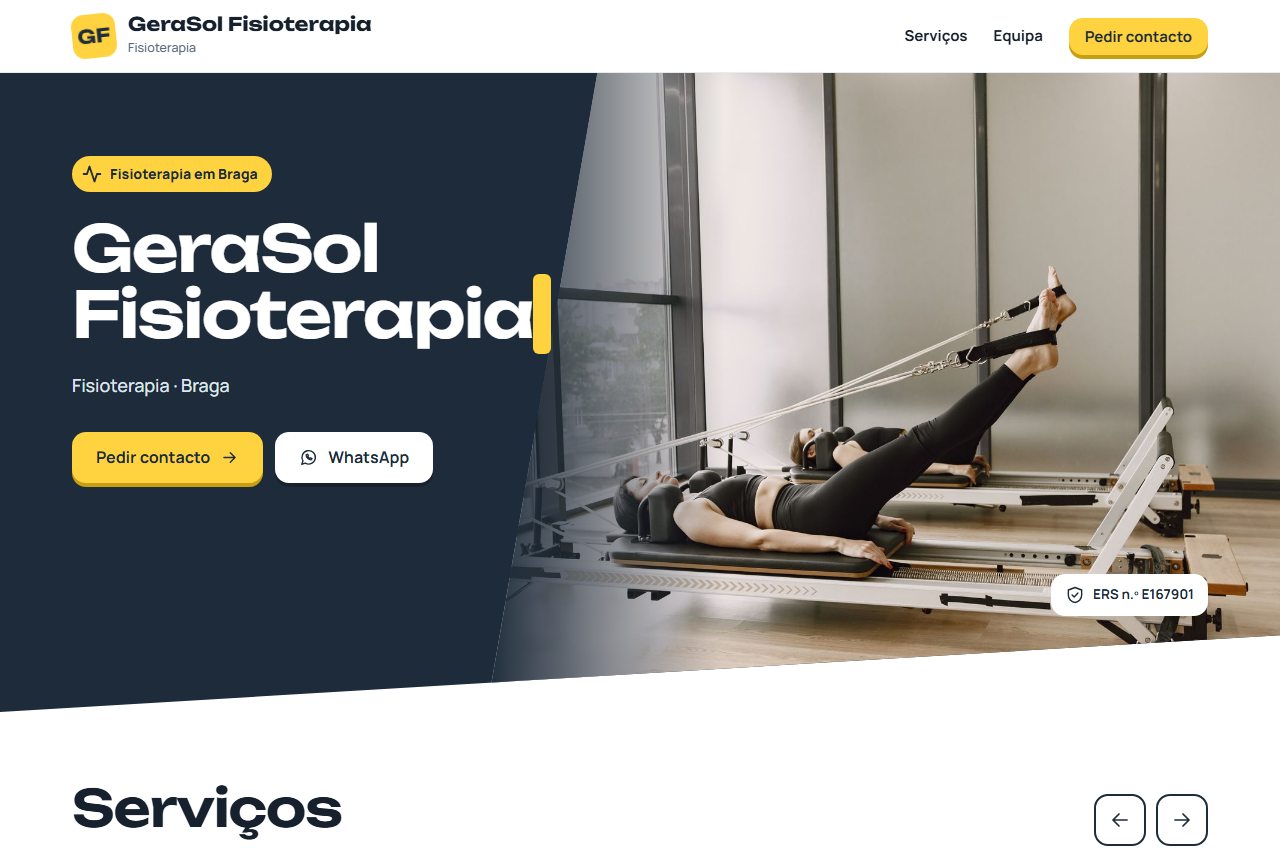 GF
GeraSol Fisioterapia
Fisioterapia
Serviços
Equipa
Pedir contacto
Fisioterapia em Braga
GeraSol
Fisioterapia
Fisioterapia · Braga
Pedir contacto
WhatsApp
ERS n.º E167901
Serviços